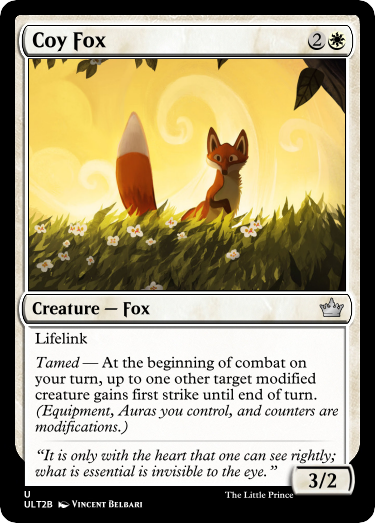 Coy Fox
2
Creature — Fox
Lifelink
Tamed — At the beginning of combat on
your turn, up to one other target modified
creature gains first strike until end of turn.
(Equipment, Auras you control, and counters are
modifications.)
“It is only with the heart that one can see rightly;
what is essential is invisible to the eye.”
The Little Prince
3/2
U
ULT2B Vincent Belbari